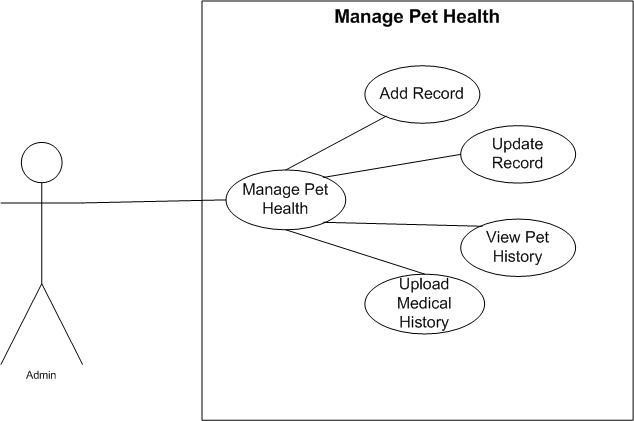 Manage Pet Health
Add Record
Update
Record
Manage Pet
Health
View Pet
History
Upload
Medical
History
Admin